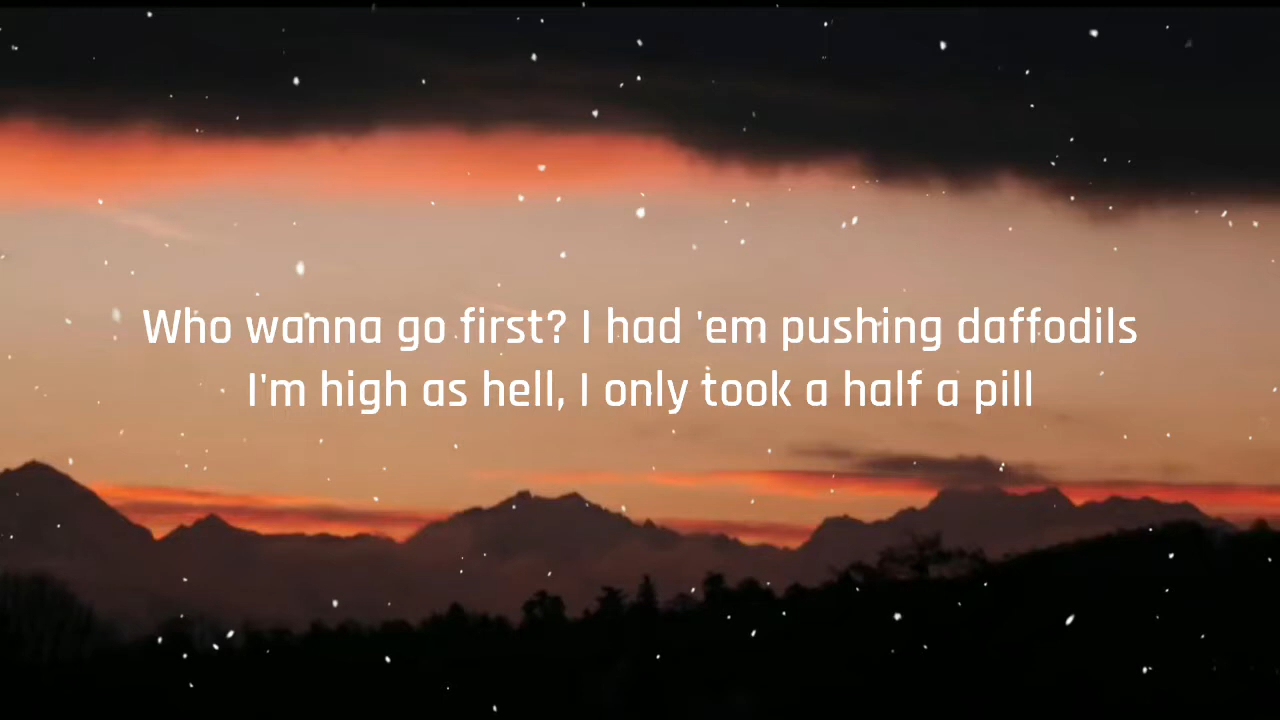 Who wanna go first? I had 'em pushing daffodils
I'm high as hell, I only took a half a pill